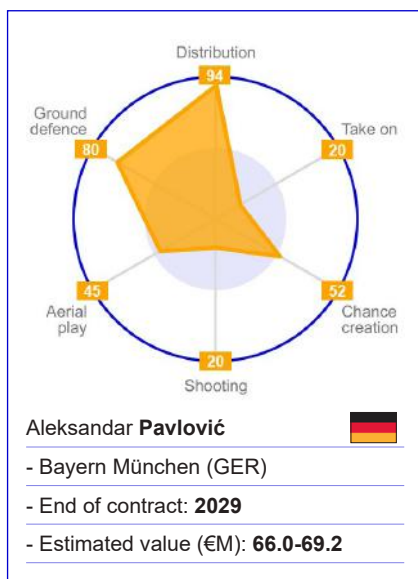 Distribution
94
Ground
defence
80
Take on
20
45
Aerial
play
52
Chance
creation
20
Shooting
Aleksandar Pavlović
- Bayern München (GER)
- End of contract: 2029
- Estimated value (€M): 66.0-69.2